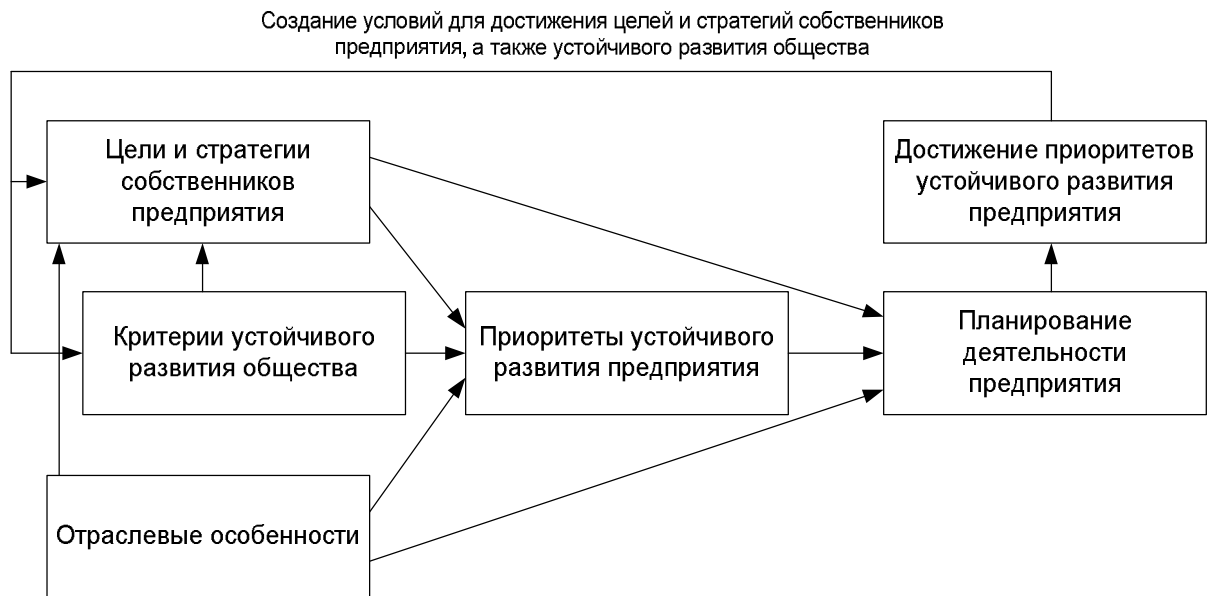 Создание условий для достижения целей и стратегий собственников
предприятия, а также устойчивого развития общества
Цели и стратегии
собственников
предприятия
Достижение приоритетов
устойчивого развития
предприятия
Критерии устойчивого
развития общества
Приоритеты устойчивого
развития предприятия
Планирование
деятельности
предприятия
Отраслевые особенности